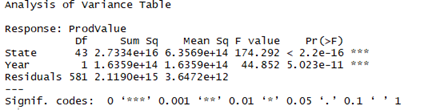 Analysis of Variance Table
Response: ProdValue
Df Sum Sq Mean Sq F value Pr(>F)
State 43 2.7334e+16 6.3569e+14 174.292 < 2.2e-16 ***
Year 1 1.6359e+14 1.6359e+14 44.852 5.023e-11 ***
Residuals 581 2.1190e+15 3.6472e+12
---
Signif. codes: 0 ‘***’ 0.001 ‘**’ 0.01 ‘*’ 0.05 ‘.’ 0.1 ‘ ’ 1